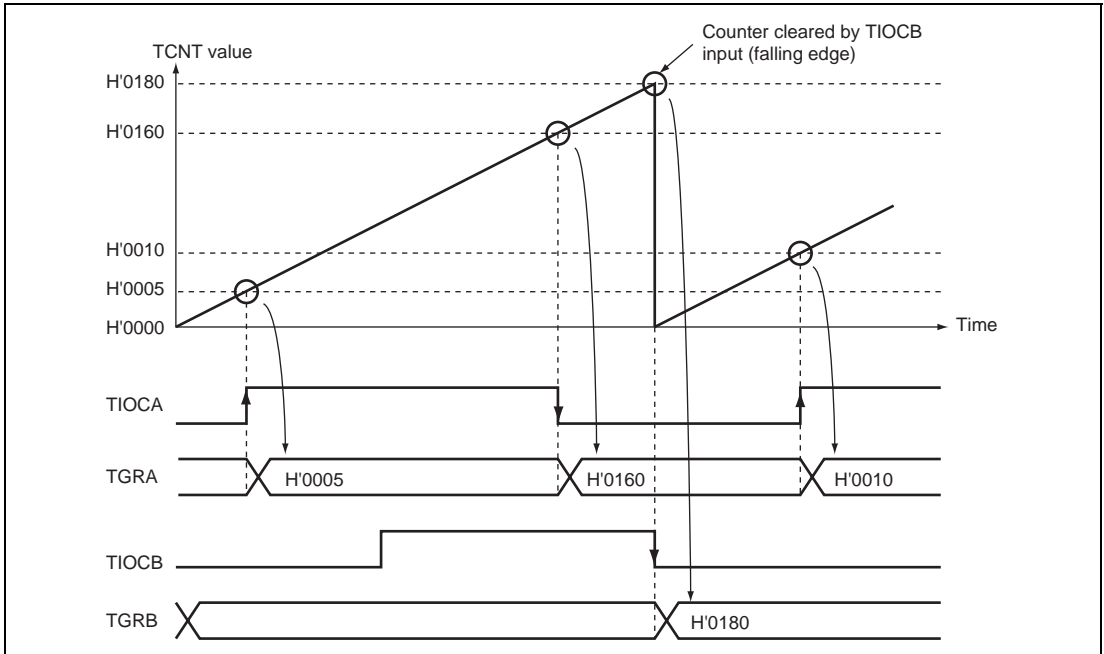 Counter cleared by TIOCB
input (falling edge)
TCNT value
H'0180
H'0160
H'0010
H'0005
H'0000
Time
TIOCA
TGRA
H'0005
H'0160
H'0010
TIOCB
TGRB
H'0180